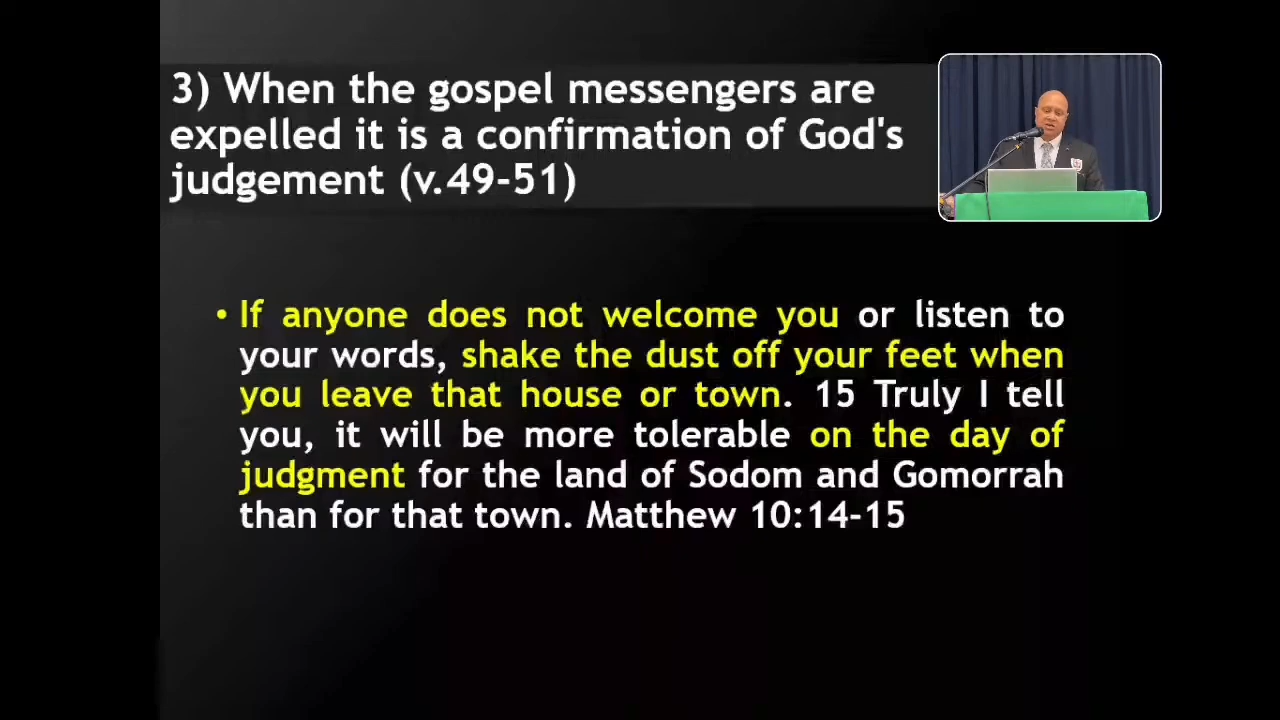 3) When the gospel messengers are
expelled it is a confirmation of God's
judgement (v.49-51)
• If anyone does not welcome you or listen to
your words, shake the dust off your feet when
you leave that house or town. 15 Truly I tell
you, it will be more tolerable on the day of
judgment for the land of Sodom and Gomorrah
than for that town. Matthew 10:14-15